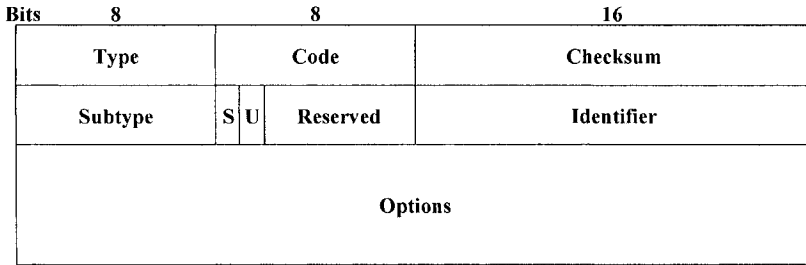 Bits 8 8 16
Type Code Checksum
Subtype S U Reserved Identifier
Options